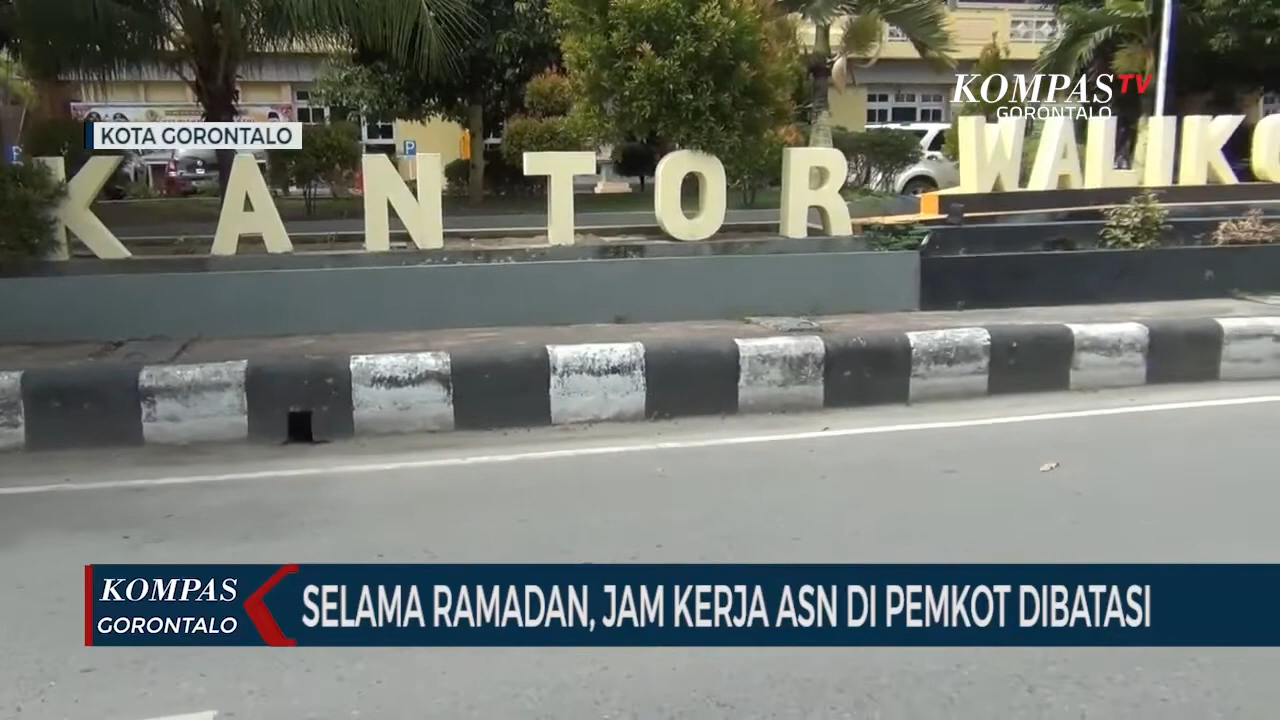 KOMPAS TV
GORONTALO
KOTA GORONTALO
KANTOR WALIKO
P
KOMPAS
GORONTALO
SELAMA RAMADAN, JAM KERJA ASN DI PEMKOT DIBATASI